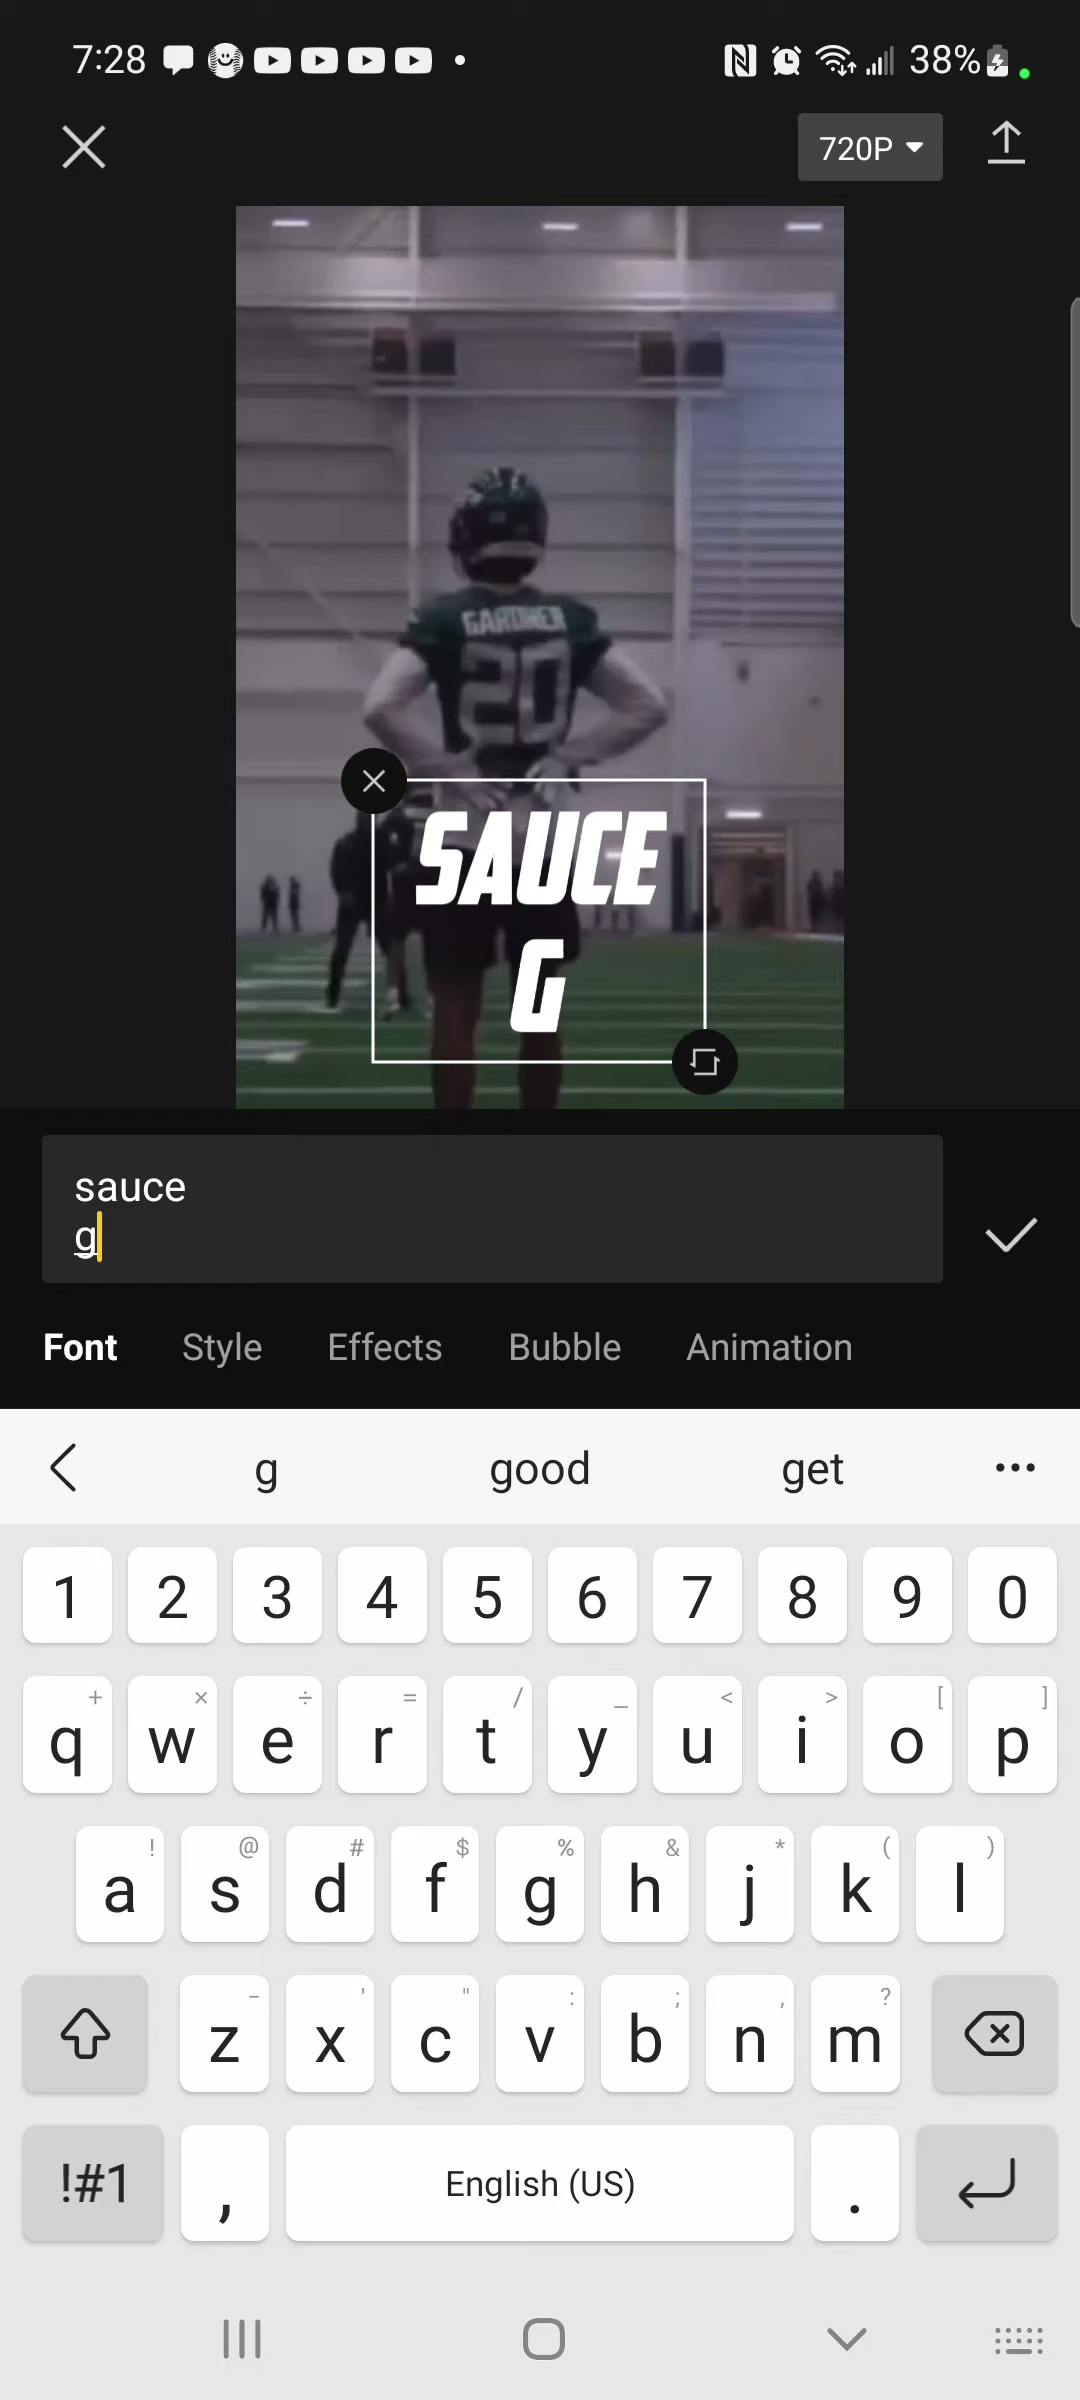 7:28
38%
720P
GARDNER
20
SAUCE
G
sauce
g
Font Style Effects Bubble Animation
g good get
1 2 3 4 5 6 7 8 9 0
+ × ÷ = / _ < > [ ]
q w e r t y u i o p
! @ # $ % & * ( )
a s d f g h j k l
- ' " : ; , ?
z x c v b n m
!#1 , English (US) .